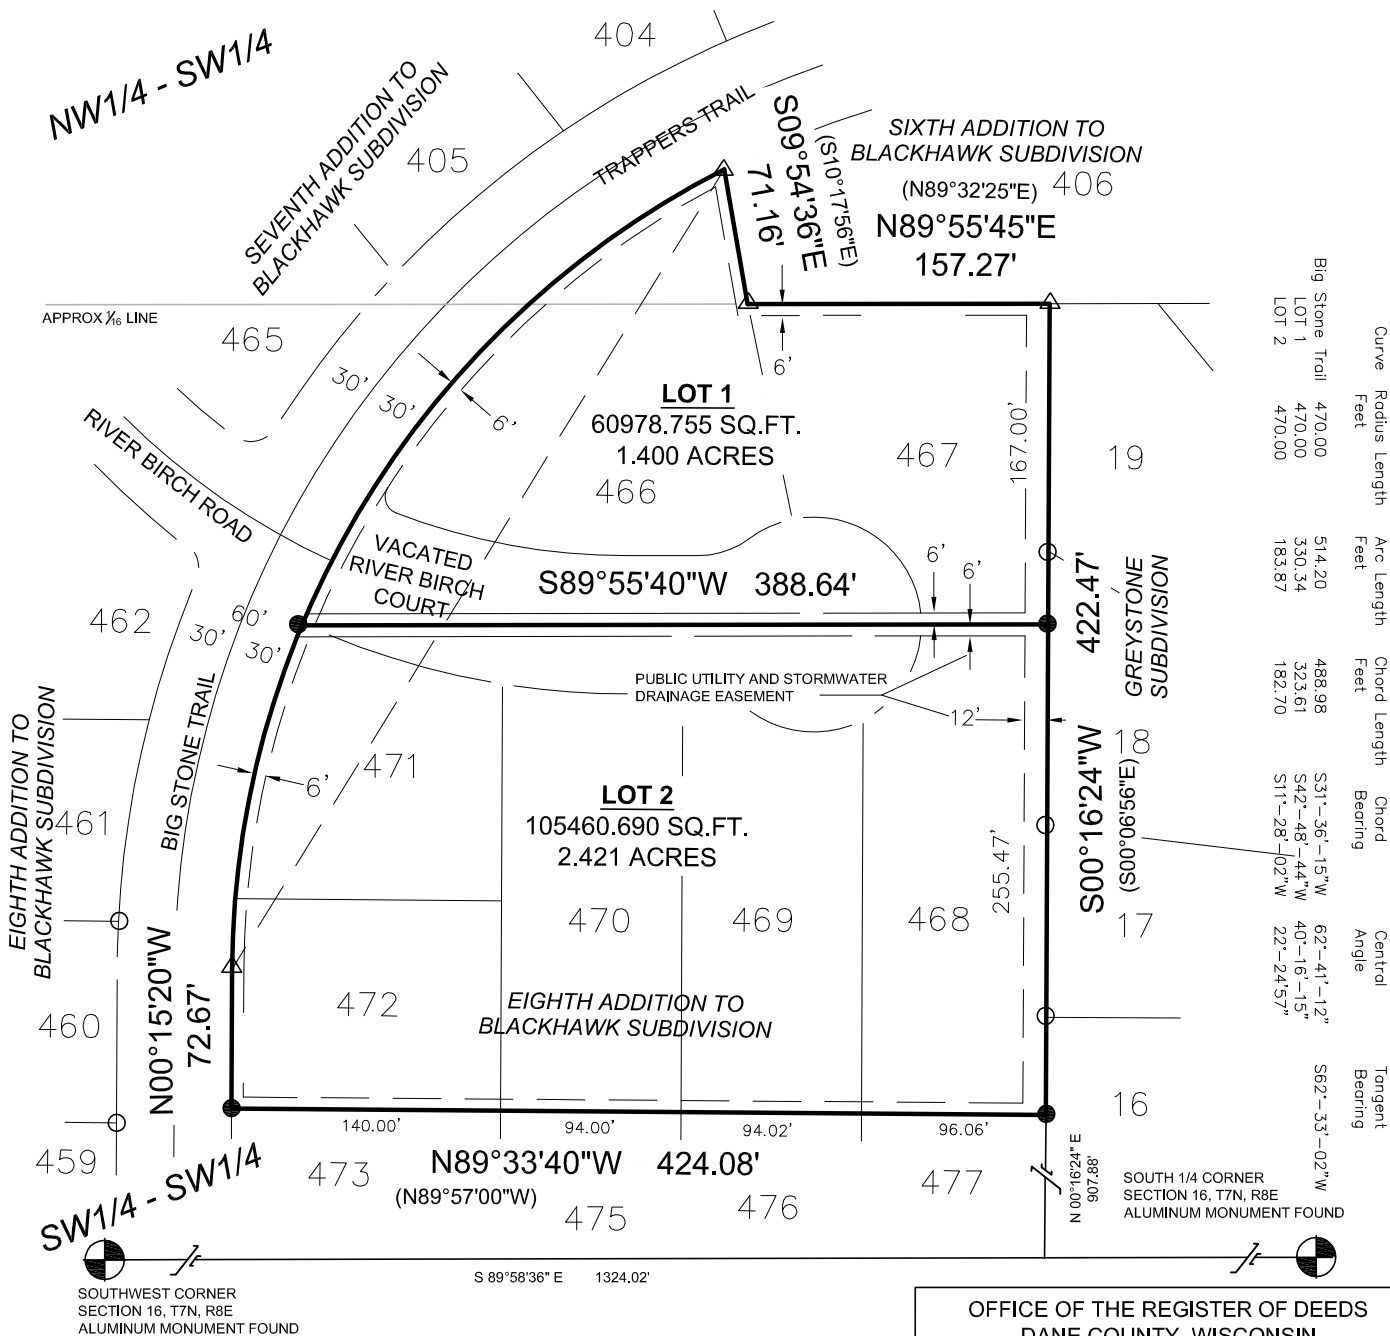 NW1/4 - SW1/4
404
SEVENTH ADDITION TO
BLACKHAWK SUBDIVISION
405
TRAPPERS TRAIL
S09°54'36"E
(S10°17'56"E)
71.16'
SIXTH ADDITION TO
BLACKHAWK SUBDIVISION
(N89°32'25"E)
406
N89°55'45"E
157.27'
APPROX 1/16 LINE
465
30'
30'
6'
6'
LOT 1
60978.755 SQ.FT.
1.400 ACRES
466
467
167.00'
19
RIVER BIRCH ROAD
VACATED
RIVER BIRCH
COURT
S89°55'40"W 388.64'
6'
6'
422.47'
GREYSTONE
SUBDIVISION
462
60'
30'
30'
PUBLIC UTILITY AND STORMWATER
DRAINAGE EASEMENT
12'
18
S00°16'24"W
(S00°06'56"E)
EIGHTH ADDITION TO
BLACKHAWK SUBDIVISION
BIG STONE TRAIL
471
6'
461
LOT 2
105460.690 SQ.FT.
2.421 ACRES
255.47'
470
469
468
17
472
EIGHTH ADDITION TO
BLACKHAWK SUBDIVISION
460
N00°15'20"W
72.67'
16
140.00'
94.00'
94.02'
96.06'
459
473
N89°33'40"W 424.08'
(N89°57'00"W)
475
476
477
N 00°16'24" E
907.88'
SW1/4 - SW1/4
SOUTH 1/4 CORNER
SECTION 16, T7N, R8E
ALUMINUM MONUMENT FOUND
S 89°58'36" E 1324.02'
SOUTHWEST CORNER
SECTION 16, T7N, R8E
ALUMINUM MONUMENT FOUND
Curve Radius Length Arc Length Chord Length Chord Central Tangent
Feet Feet Feet Bearing Angle Bearing
Big Stone Trail 470.00 514.20 488.98 S31°-36'-15"W 62°-41'-12" S62°-33'-02"W
LOT 1 470.00 330.34 323.61 S42°-48'-44"W 40°-16'-15"
LOT 2 470.00 183.87 182.70 S11°-28'-02"W 22°-24'57"
OFFICE OF THE REGISTER OF DEEDS
DANE COUNTY, WISCONSIN